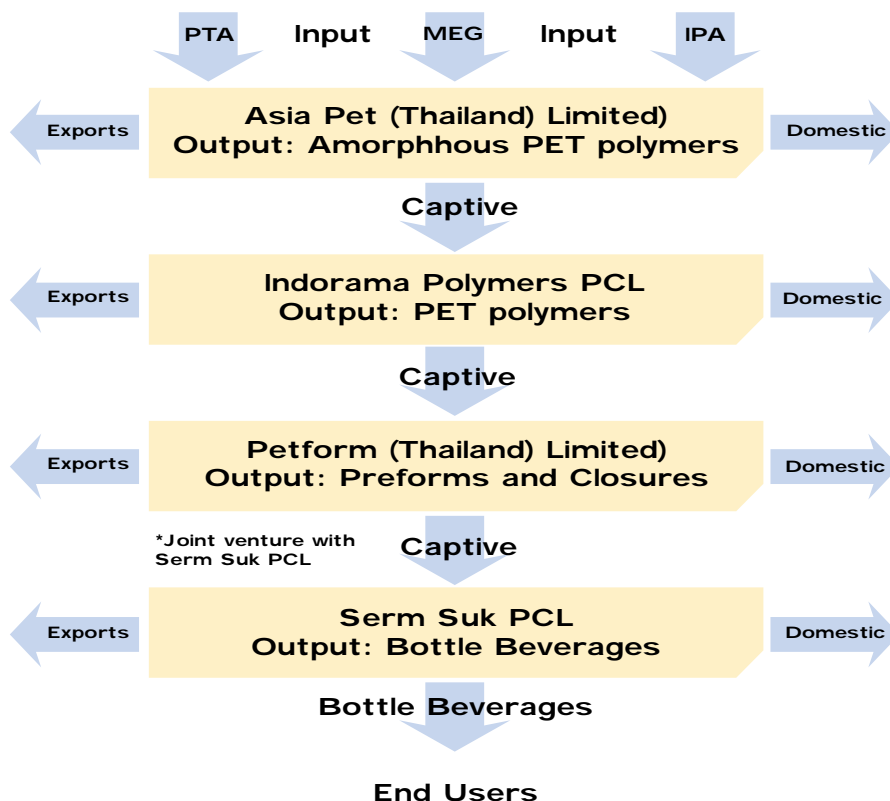 PTA Input MEG Input IPA
Asia Pet (Thailand) Limited)
Output: Amorphhous PET polymers
Exports
Domestic
Captive
Indorama Polymers PCL
Output: PET polymers
Exports
Domestic
Captive
Petform (Thailand) Limited)
Output: Preforms and Closures
Exports
Domestic
*Joint venture with
Serm Suk PCL
Captive
Serm Suk PCL
Output: Bottle Beverages
Exports
Domestic
Bottle Beverages
End Users